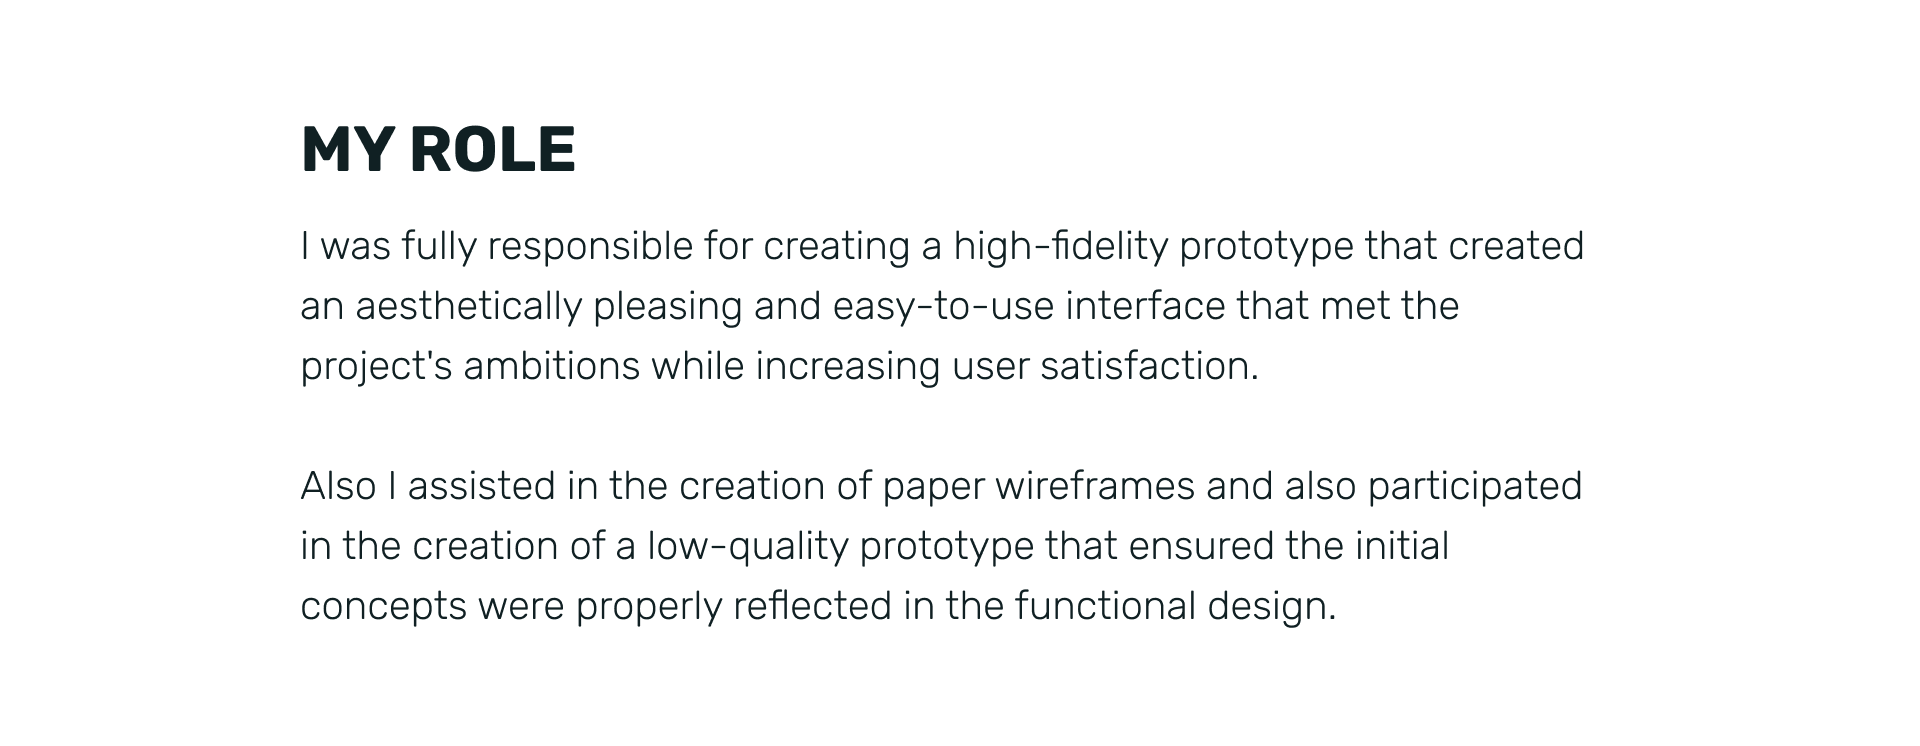 MY ROLE
I was fully responsible for creating a high-fidelity prototype that created
an aesthetically pleasing and easy-to-use interface that met the
project's ambitions while increasing user satisfaction.
Also I assisted in the creation of paper wireframes and also participated
in the creation of a low-quality prototype that ensured the initial
concepts were properly reflected in the functional design.